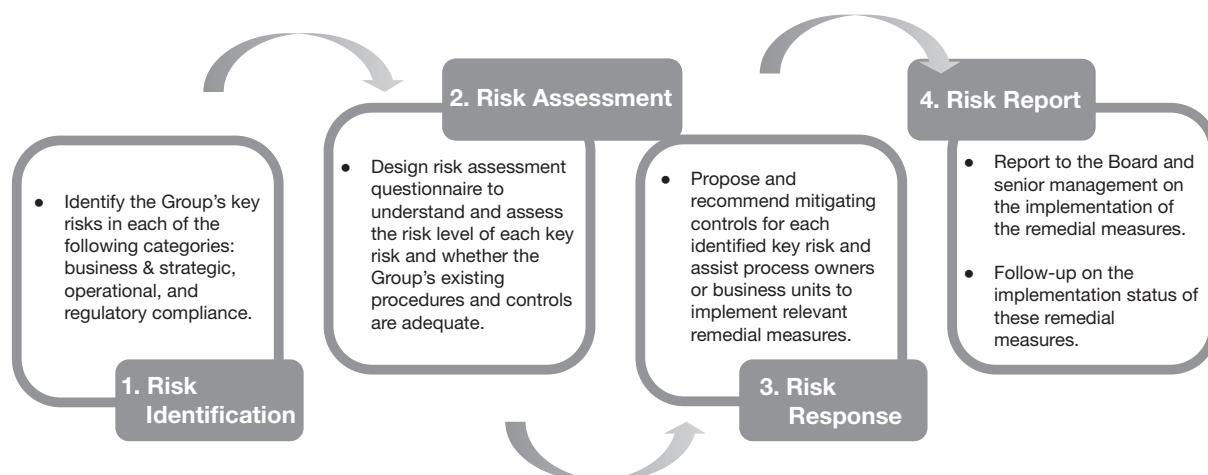 ● Identify the Group’s key
risks in each of the
following categories:
business & strategic,
operational, and
regulatory compliance.
1. Risk
Identification
2. Risk Assessment
● Design risk assessment
questionnaire to
understand and assess
the risk level of each key
risk and whether the
Group’s existing
procedures and controls
are adequate.
● Propose and
recommend mitigating
controls for each
identified key risk and
assist process owners
or business units to
implement relevant
remedial measures.
3. Risk
Response
4. Risk Report
● Report to the Board and
senior management on
the implementation of
the remedial measures.
● Follow-up on the
implementation status of
these remedial
measures.